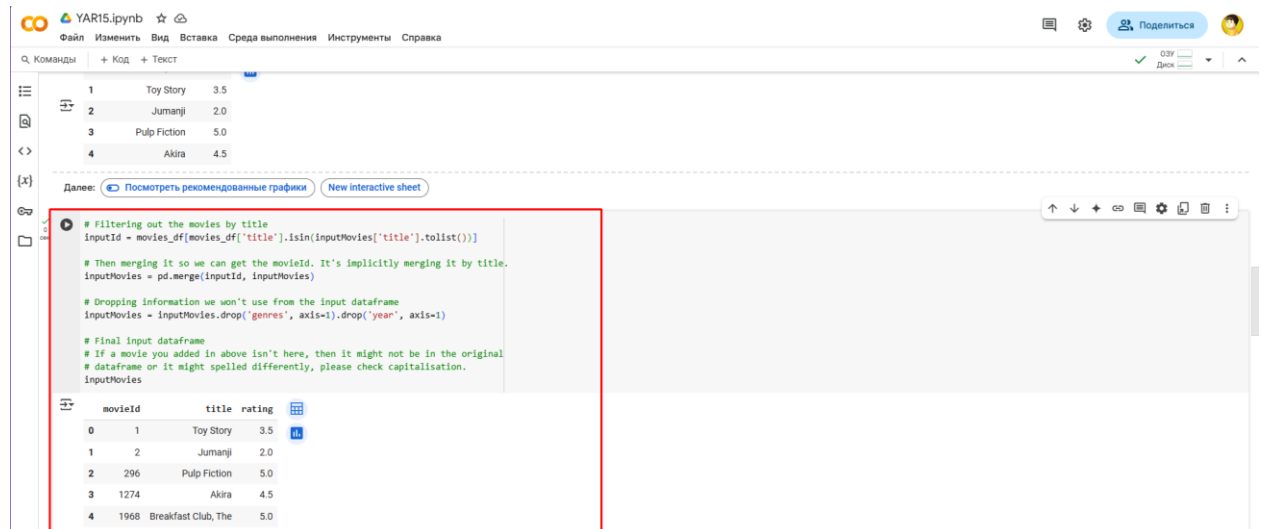 CO YAR15.ipynb
Поделиться
Файл Изменить Вид Вставка Среда выполнения Инструменты Справка
Команды + Код + Текст
ОЗУ
Диск
1 Toy Story 3.5
2 Jumanji 2.0
3 Pulp Fiction 5.0
4 Akira 4.5
Далее: Посмотреть рекомендованные графики New interactive sheet
# Filtering out the movies by title
inputId = movies_df[movies_df['title'].isin(inputMovies['title'].tolist())]
# Then merging it so we can get the movieId. It's implicitly merging it by title.
inputMovies = pd.merge(inputId, inputMovies)
# Dropping information we won't use from the input dataframe
inputMovies = inputMovies.drop('genres', axis=1).drop('year', axis=1)
# Final input dataframe
# If a movie you added in above isn't here, then it might not be in the original
# dataframe or it might spelled differently, please check capitalisation.
inputMovies
movieId title rating
0 1 Toy Story 3.5
1 2 Jumanji 2.0
2 296 Pulp Fiction 5.0
3 1274 Akira 4.5
4 1968 Breakfast Club, The 5.0